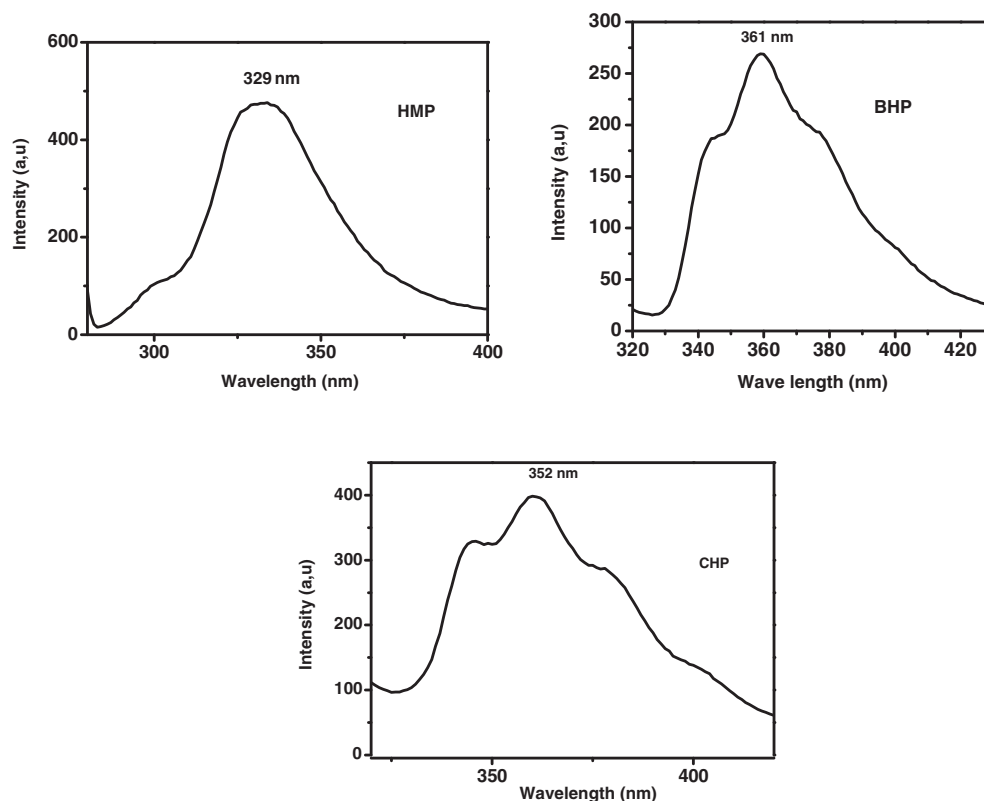 600
400
200
0
329 nm
HMP
Intensity (a,u)
300 350 400
Wavelength (nm)
300
250
200
150
100
50
0
361 nm
BHP
Intensity (a,u)
320 340 360 380 400 420
Wave length (nm)
400
300
200
100
0
352 nm
CHP
Intensity (a,u)
350 400
Wavelength (nm)